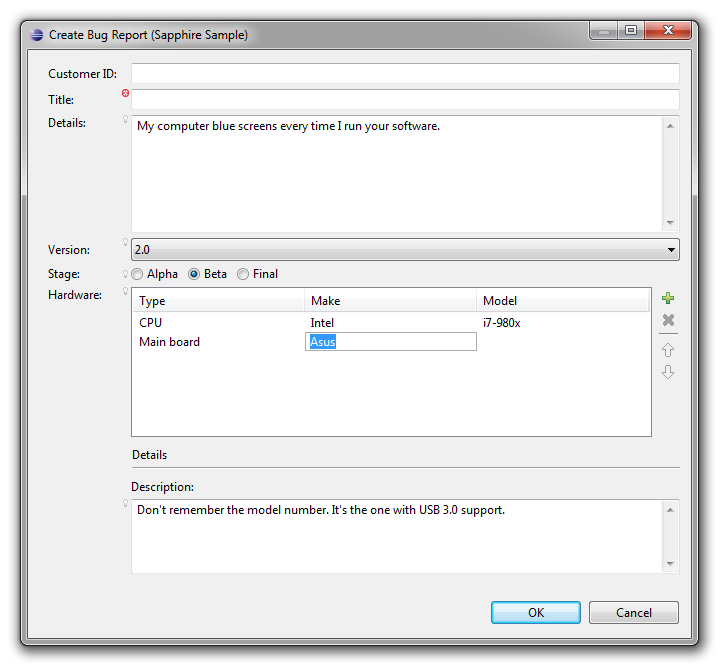 Create Bug Report (Sapphire Sample)
Customer ID:
Title:
Details: My computer blue screens every time I run your software.
Version: 2.0
Stage: Alpha Beta Final
Hardware: Type Make Model
CPU Intel i7-980x
Main board Asus
Details
Description:
Don't remember the model number. It's the one with USB 3.0 support.
OK Cancel